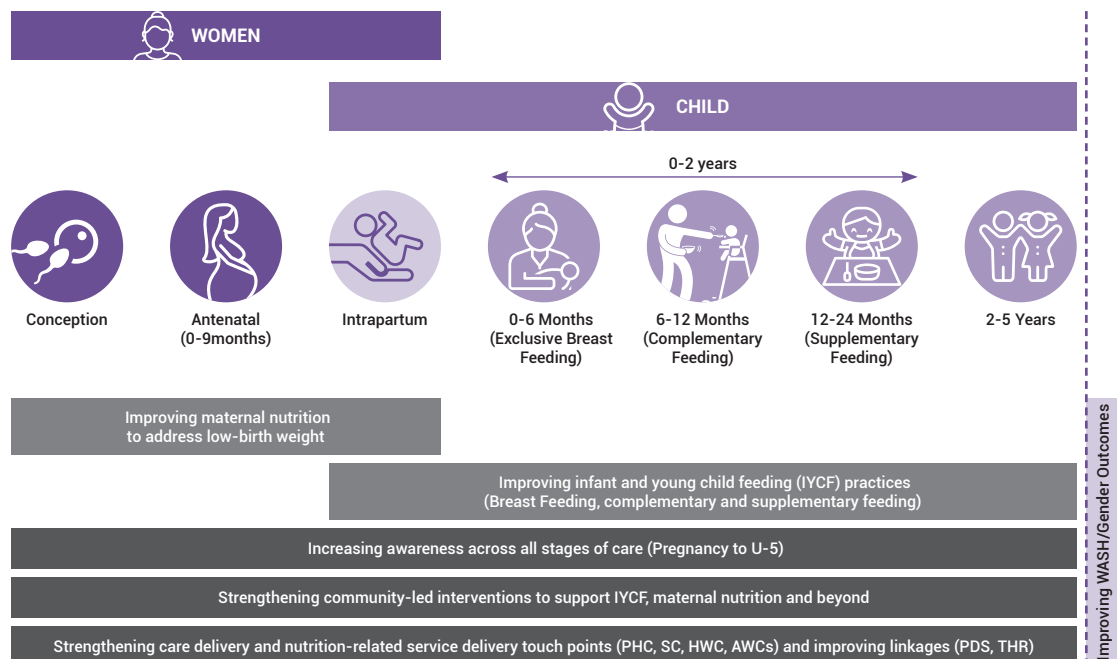 WOMEN
CHILD
0-2 years
Conception
Antenatal
(0-9months)
Intrapartum
0-6 Months
(Exclusive Breast
Feeding)
6-12 Months
(Complementary
Feeding)
12-24 Months
(Supplementary
Feeding)
2-5 Years
Improving maternal nutrition
to address low-birth weight
Improving infant and young child feeding (IYCF) practices
(Breast Feeding, complementary and supplementary feeding)
Increasing awareness across all stages of care (Pregnancy to U-5)
Strengthening community-led interventions to support IYCF, maternal nutrition and beyond
Strengthening care delivery and nutrition-related service delivery touch points (PHC, SC, HWC, AWCs) and improving linkages (PDS, THR)
Improving WASH/Gender Outcomes